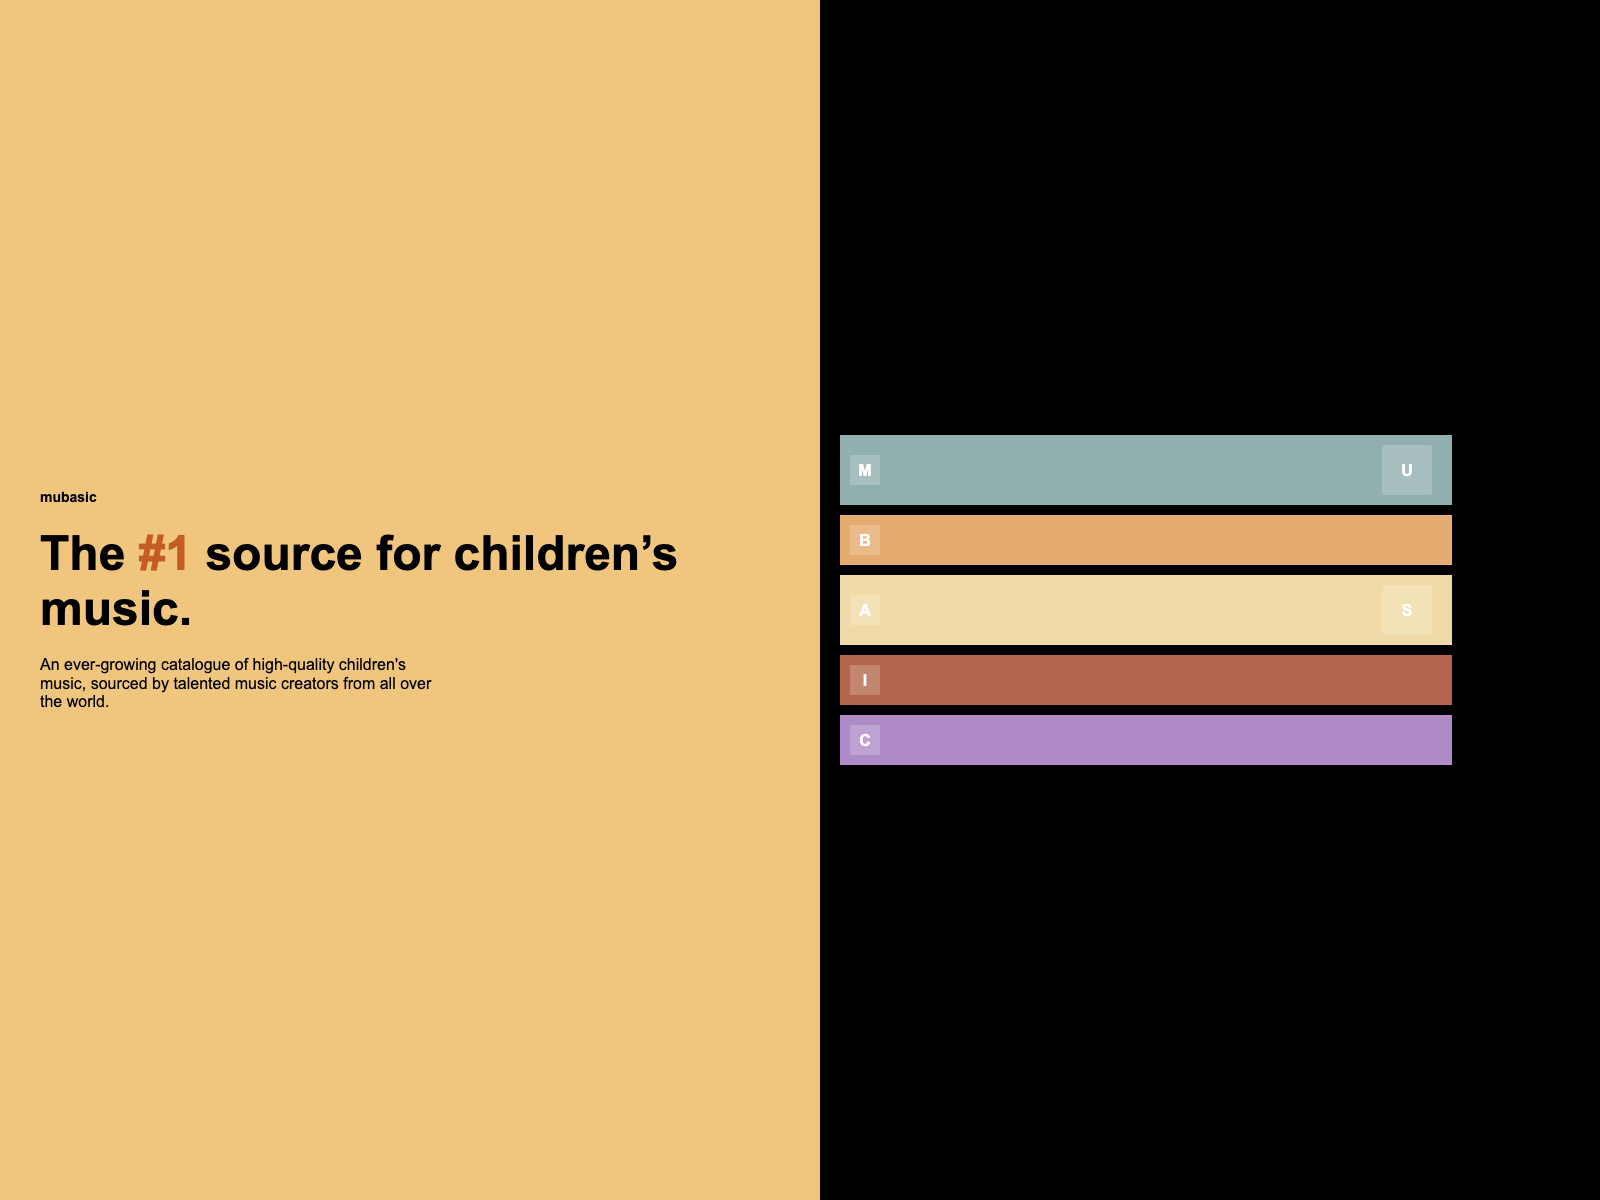 mubasic
The #1 source for children’s
music.
An ever-growing catalogue of high-quality children's
music, sourced by talented music creators from all over
the world.
M U
B
A S
I
C